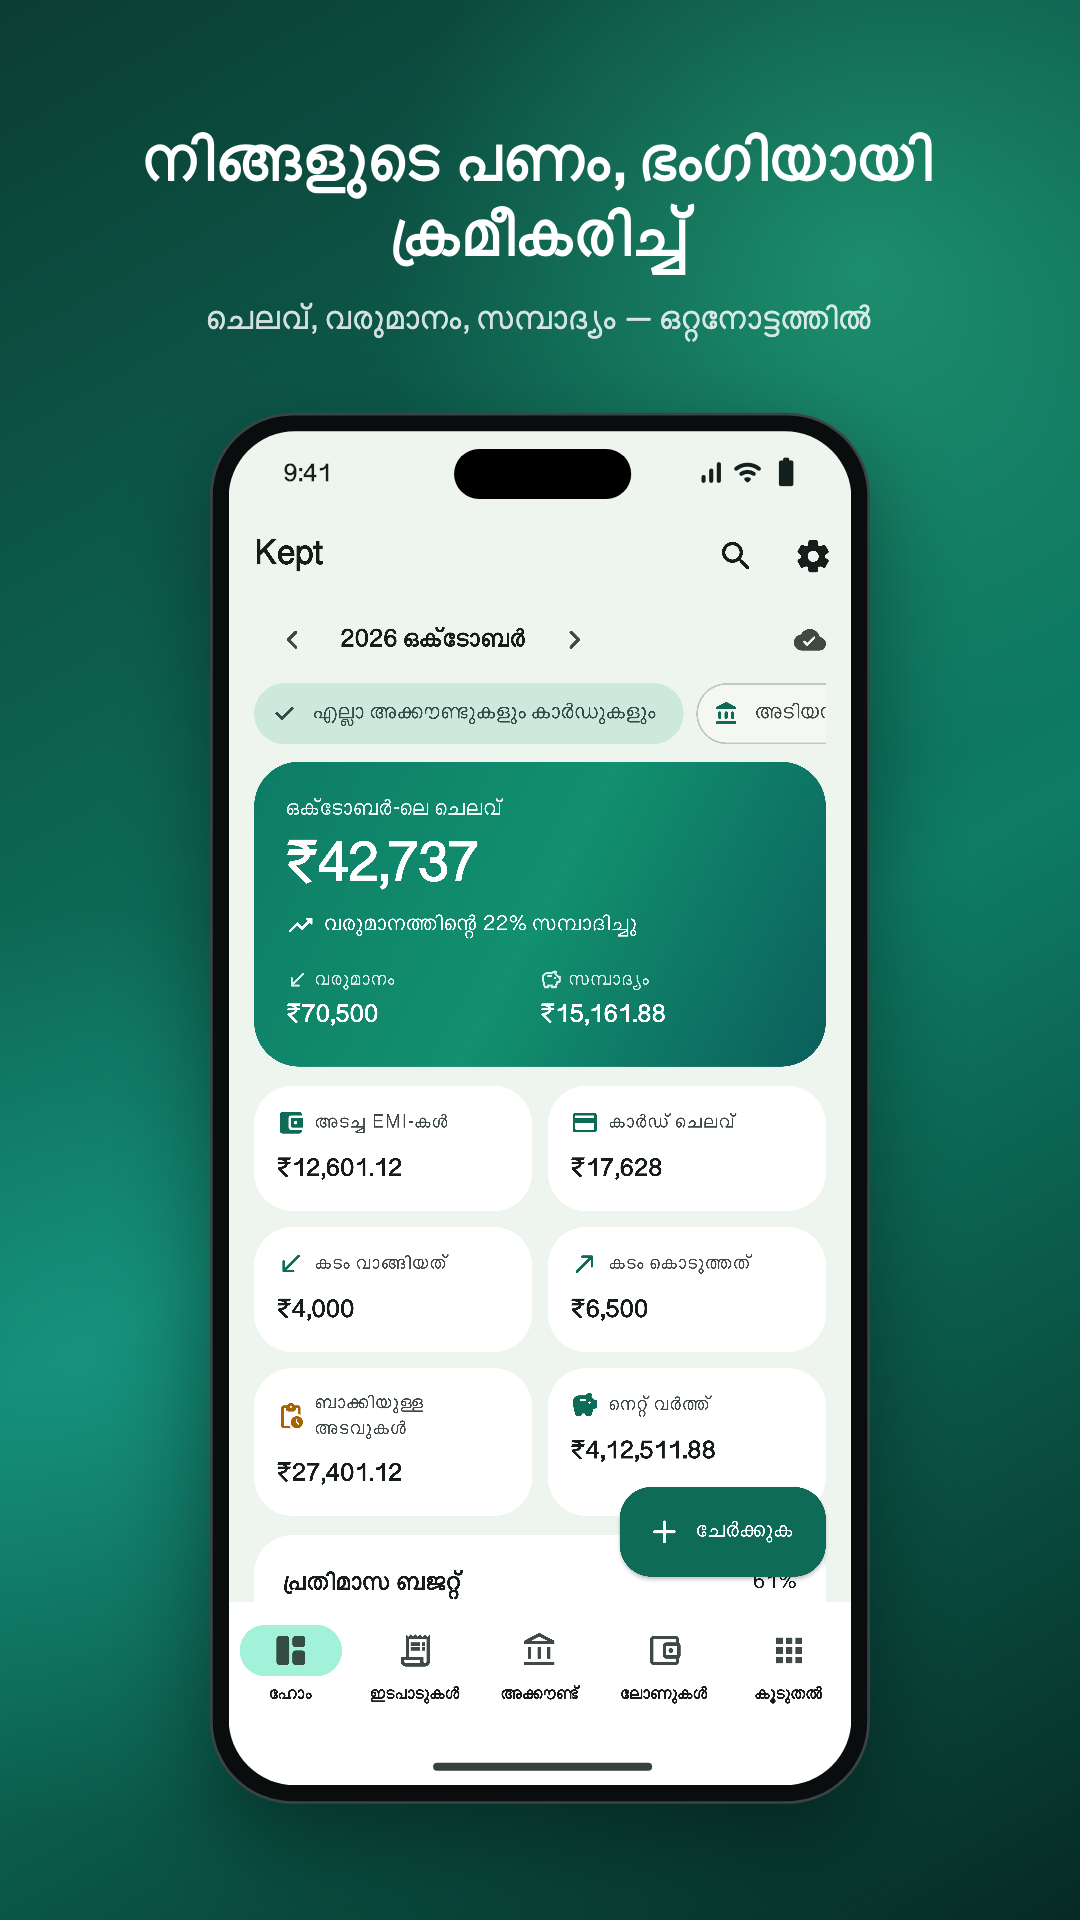 നിങ്ങളുടെ പണം, ഭംഗിയായി
ക്രമീകരിച്ച്
ചെലവ്, വരുമാനം, സമ്പാദ്യം — ഒറ്റനോട്ടത്തിൽ
9:41
Kept
2026 ഒക്ടോബർ
എല്ലാ അക്കൗണ്ടുകളും കാർഡുകളും
ഒക്ടോബർ-ലെ ചെലവ്
₹42,737
വരുമാനത്തിന്റെ 22% സമ്പാദിച്ചു
വരുമാനം സമ്പാദ്യം
₹70,500 ₹15,161.88
അടച്ച EMI-കൾ കാർഡ് ചെലവ്
₹12,601.12 ₹17,628
കടം വാങ്ങിയത് കടം കൊടുത്തത്
₹4,000 ₹6,500
ബാക്കിയുള്ള
അടവുകൾ
₹27,401.12
നെറ്റ് വർത്ത്
₹4,12,511.88
ചേർക്കുക
പ്രതിമാസ ബജറ്റ് 61%
ഹോം ഇടപാടുകൾ അക്കൗണ്ട് ലോണുകൾ കൂടുതൽ